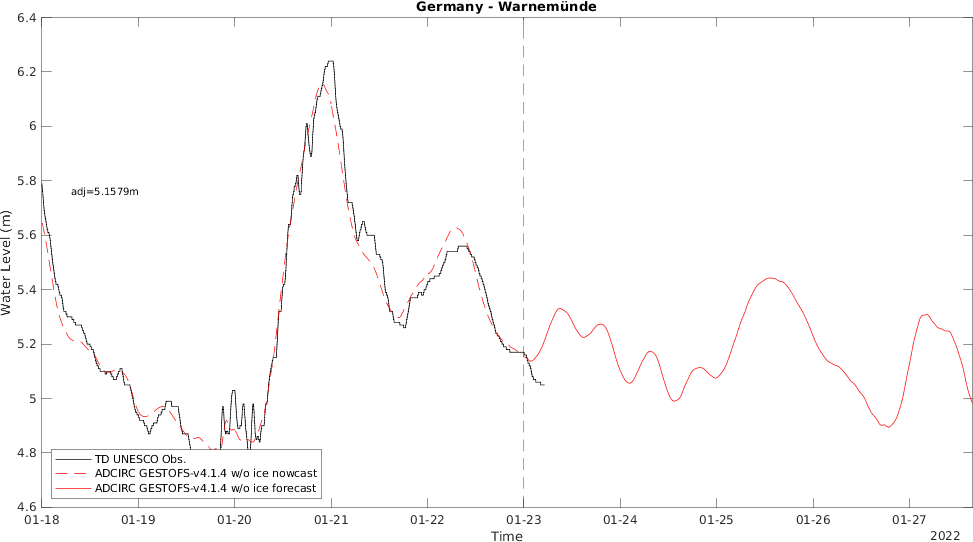 Germany - Warnemünde
6.4
6.2
6
5.8
5.6
5.4
5.2
5
4.8
4.6
Water Level (m)
adj=5.1579m
TD UNESCO Obs.
ADCIRC GESTOFS-v4.1.4 w/o ice nowcast
ADCIRC GESTOFS-v4.1.4 w/o ice forecast
01-18 01-19 01-20 01-21 01-22 01-23 01-24 01-25 01-26 01-27
Time
2022